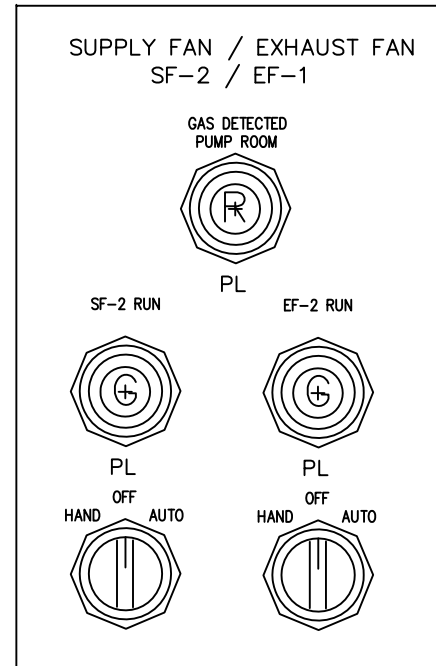 SUPPLY FAN / EXHAUST FAN
SF-2 / EF-1
GAS DETECTED
PUMP ROOM
R
PL
SF-2 RUN EF-2 RUN
G G
PL PL
OFF OFF
HAND AUTO HAND AUTO